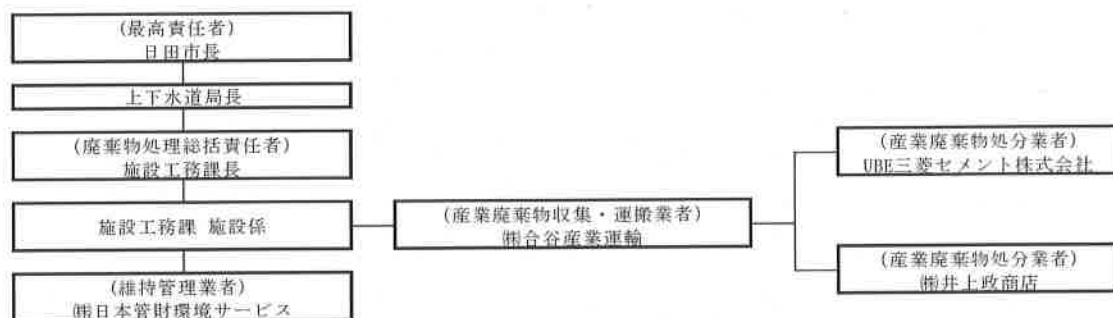 (最高責任者)
日田市長
上下水道局長
(廃棄物処理総括責任者)
施設工務課長
施設工務課 施設係
(維持管理業者)
㈱日本管財環境サービス
(産業廃棄物収集・運搬業者)
㈱合谷産業運輸
(産業廃棄物処分業者)
UBE三菱セメント株式会社
(産業廃棄物処分業者)
㈱井上政商店